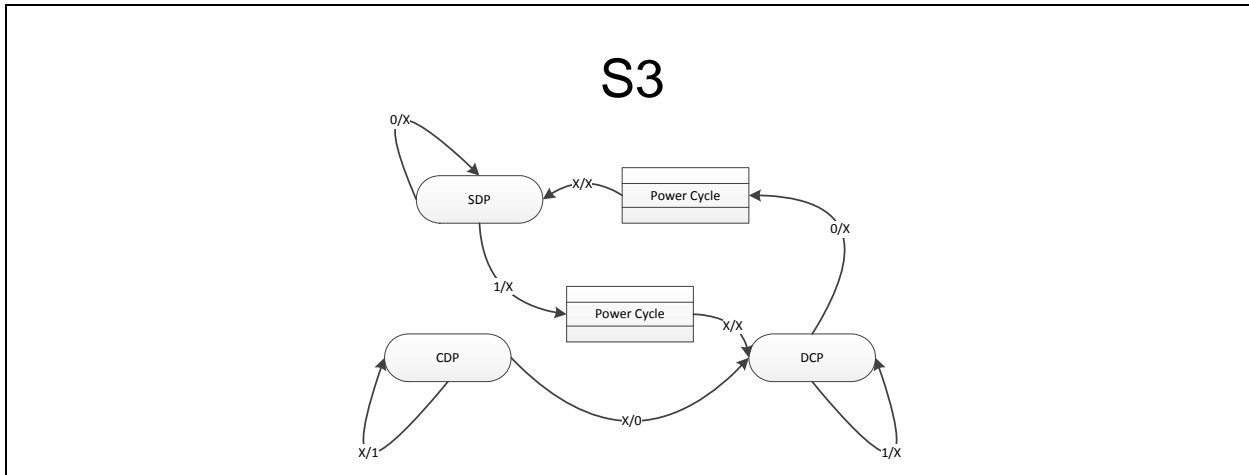 S3
0/X
X/X
Power Cycle
SDP
0/X
1/X
Power Cycle
X/X
CDP
DCP
X/0
X/1
1/X